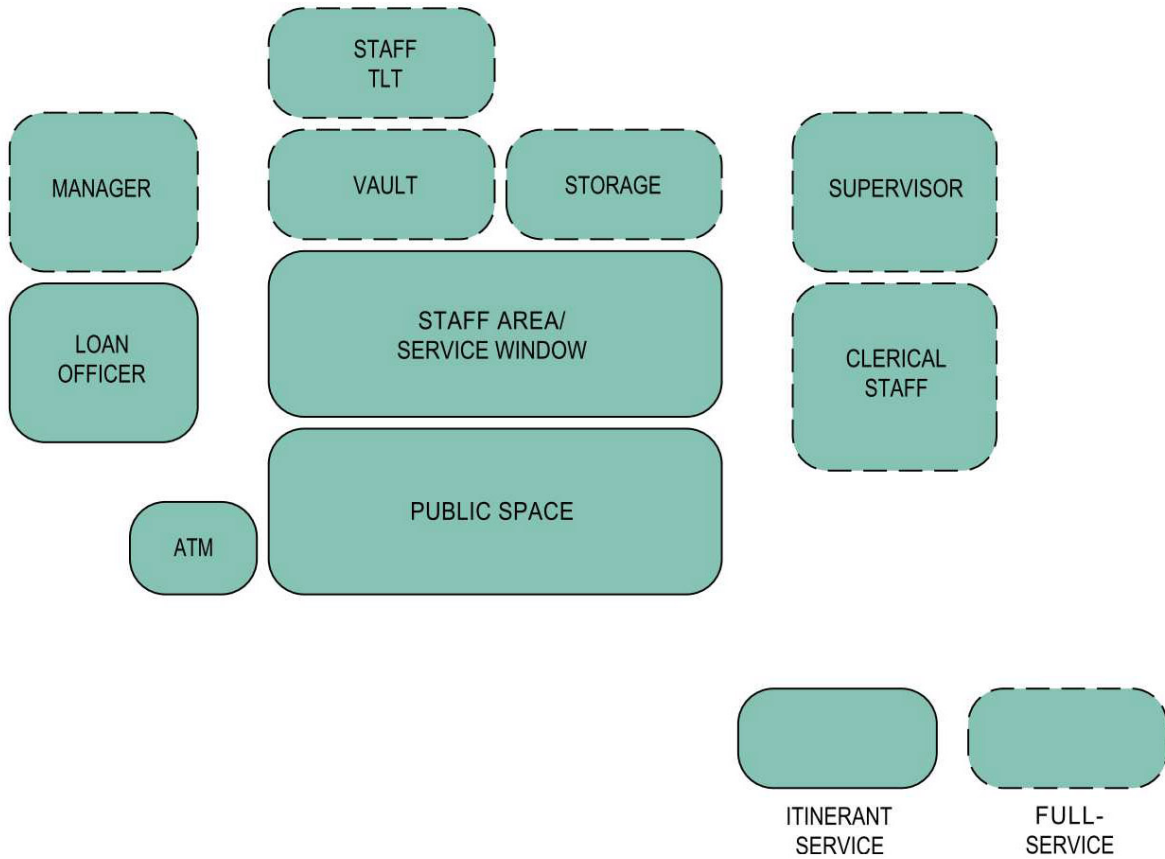 STAFF
TLT
MANAGER
VAULT
STORAGE
SUPERVISOR
STAFF AREA/
SERVICE WINDOW
LOAN
OFFICER
CLERICAL
STAFF
PUBLIC SPACE
ATM
ITINERANT
SERVICE
FULL-
SERVICE